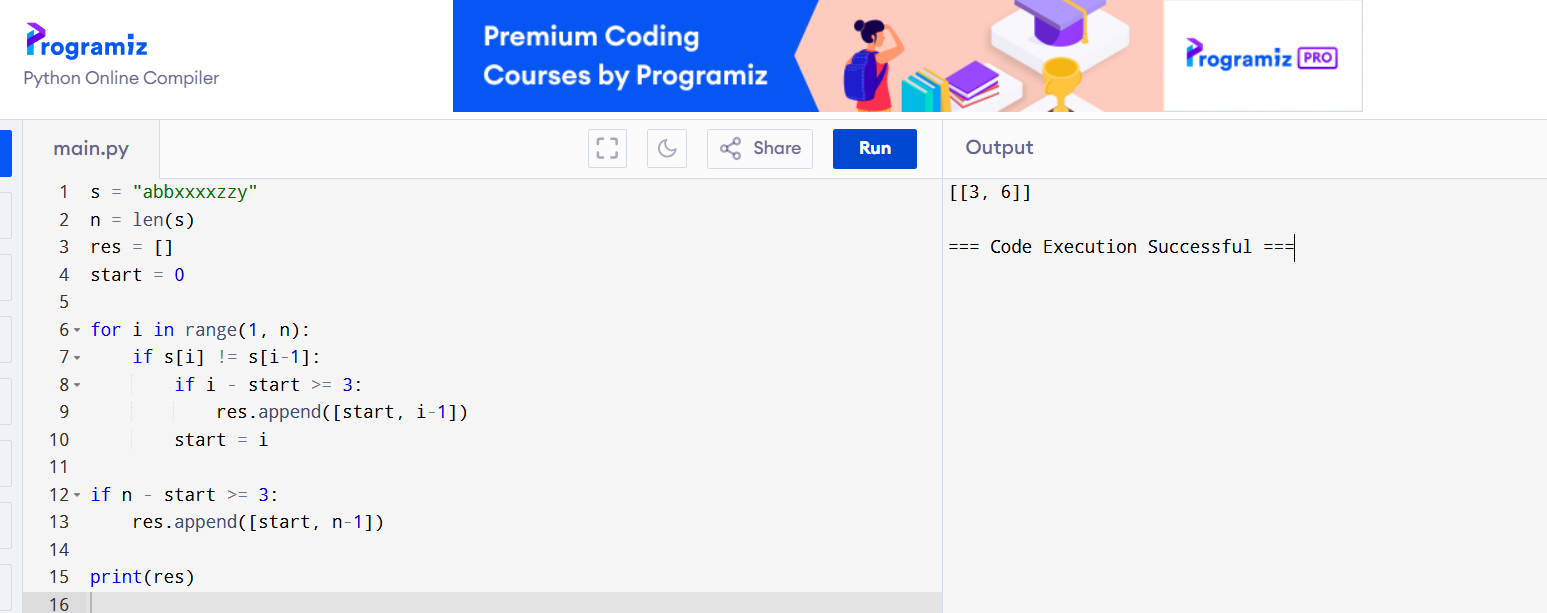 Programiz
Python Online Compiler
Premium Coding
Courses by Programiz
Programiz PRO
main.py
Share
Run
Output
1 s = "abbxxxxzzy"
2 n = len(s)
3 res = []
4 start = 0
5
6 for i in range(1, n):
7     if s[i] != s[i-1]:
8         if i - start >= 3:
9             res.append([start, i-1])
10         start = i
11
12 if n - start >= 3:
13     res.append([start, n-1])
14
15 print(res)
16
[[3, 6]]
=== Code Execution Successful ===